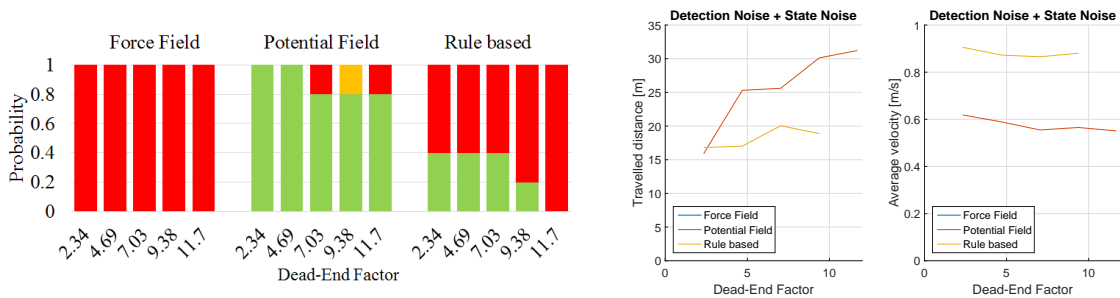 Force Field Potential Field Rule based
Probability
1
0.8
0.6
0.4
0.2
0
2.34 4.69 7.03 9.38 11.7 2.34 4.69 7.03 9.38 11.7 2.34 4.69 7.03 9.38 11.7
Dead-End Factor
Detection Noise + State Noise
Travelled distance [m]
35
30
25
20
15
10
5
0
Force Field
Potential Field
Rule based
0 5 10
Dead-End Factor
Detection Noise + State Noise
Average velocity [m/s]
1
0.8
0.6
0.4
0.2
0
Force Field
Potential Field
Rule based
0 5 10
Dead-End Factor